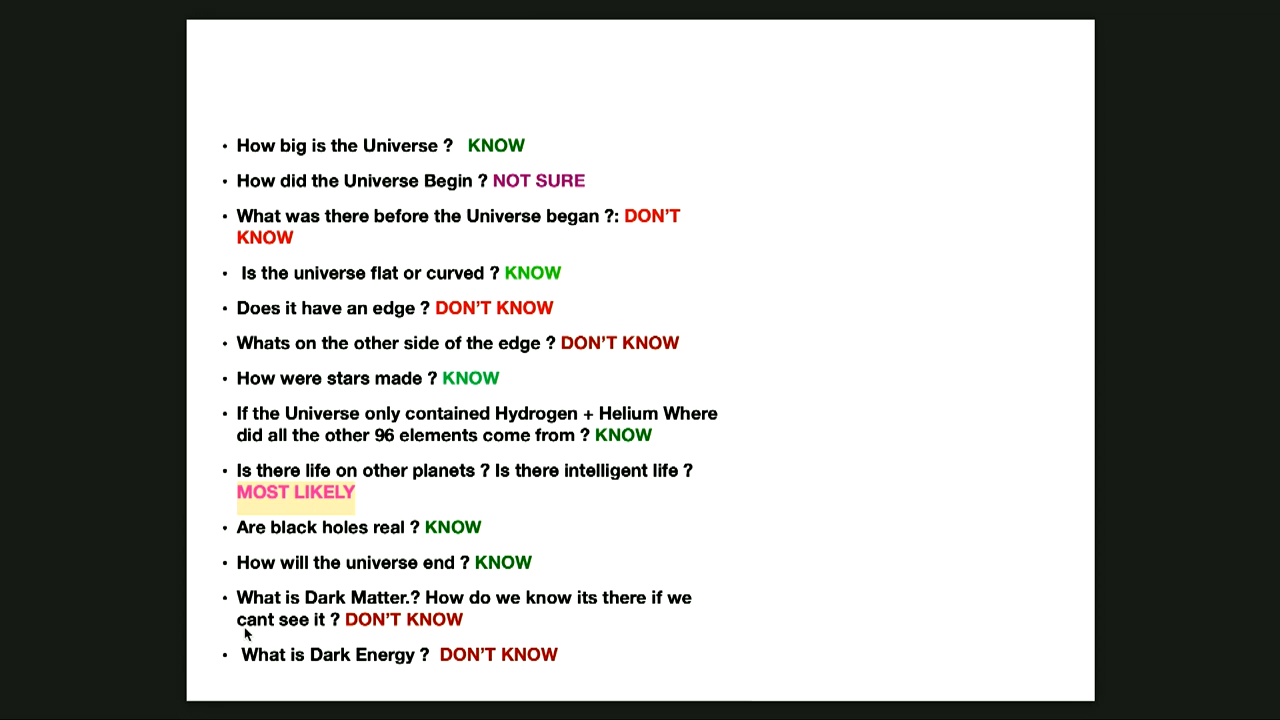 • How big is the Universe ? KNOW
• How did the Universe Begin ? NOT SURE
• What was there before the Universe began ?: DON'T
KNOW
• Is the universe flat or curved ? KNOW
• Does it have an edge ? DON'T KNOW
• Whats on the other side of the edge ? DON'T KNOW
• How were stars made ? KNOW
• If the Universe only contained Hydrogen + Helium Where
did all the other 96 elements come from ? KNOW
• Is there life on other planets ? Is there intelligent life ?
MOST LIKELY
• Are black holes real ? KNOW
• How will the universe end ? KNOW
• What is Dark Matter.? How do we know its there if we
cant see it ? DON'T KNOW
• What is Dark Energy ? DON'T KNOW